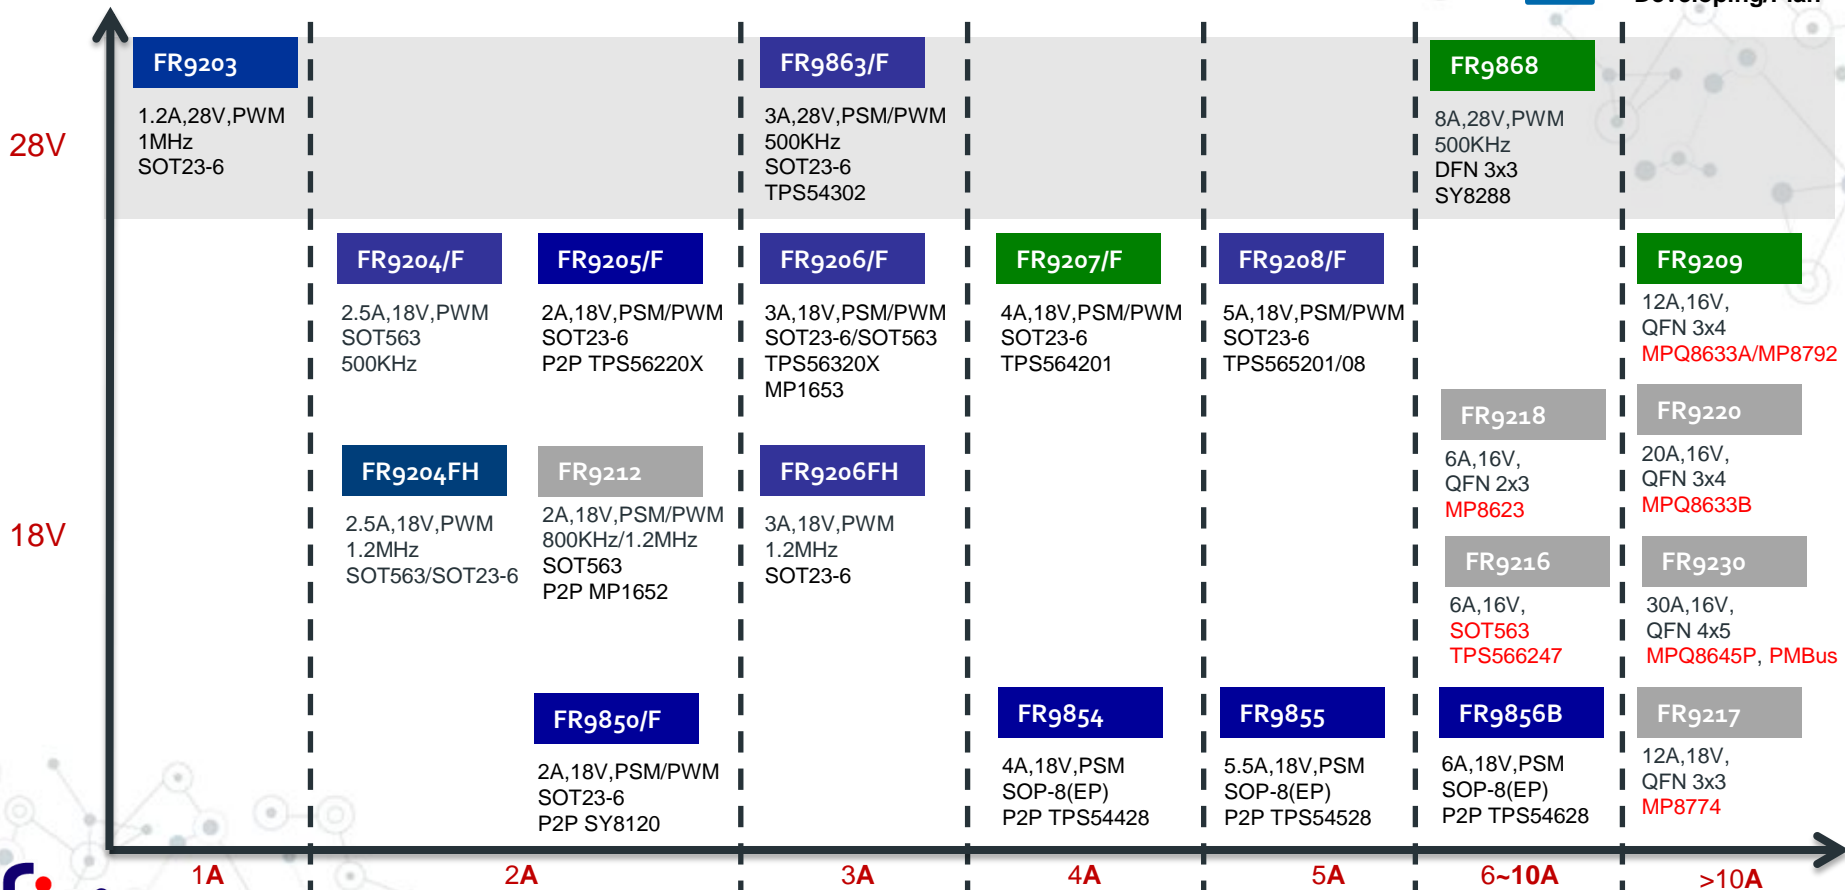 28V
FR9203
1.2A,28V,PWM
1MHz
SOT23-6
FR9863/F
3A,28V,PSM/PWM
500KHz
SOT23-6
TPS54302
FR9868
8A,28V,PWM
500KHz
DFN 3x3
SY8288
18V
FR9204/F
2.5A,18V,PWM
SOT563
500KHz
FR9205/F
2A,18V,PSM/PWM
SOT23-6
P2P TPS56220X
FR9206/F
3A,18V,PSM/PWM
SOT23-6/SOT563
TPS56320X
MP1653
FR9207/F
4A,18V,PSM/PWM
SOT23-6
TPS564201
FR9208/F
5A,18V,PSM/PWM
SOT23-6
TPS565201/08
FR9209
12A,16V,
QFN 3x4
MPQ8633A/MP8792
FR9218
6A,16V,
QFN 2x3
MP8623
FR9220
20A,16V,
QFN 3x4
MPQ8633B
FR9204FH
2.5A,18V,PWM
1.2MHz
SOT563/SOT23-6
FR9212
2A,18V,PSM/PWM
800KHz/1.2MHz
SOT563
P2P MP1652
FR9206FH
3A,18V,PWM
1.2MHz
SOT23-6
FR9216
6A,16V,
SOT563
TPS566247
FR9230
30A,16V,
QFN 4x5
MPQ8645P, PMBus
FR9850/F
2A,18V,PSM/PWM
SOT23-6
P2P SY8120
FR9854
4A,18V,PSM
SOP-8(EP)
P2P TPS54428
FR9855
5.5A,18V,PSM
SOP-8(EP)
P2P TPS54528
FR9856B
6A,18V,PSM
SOP-8(EP)
P2P TPS54628
FR9217
12A,18V,
QFN 3x3
MP8774
1A
2A
3A
4A
5A
6~10A
>10A